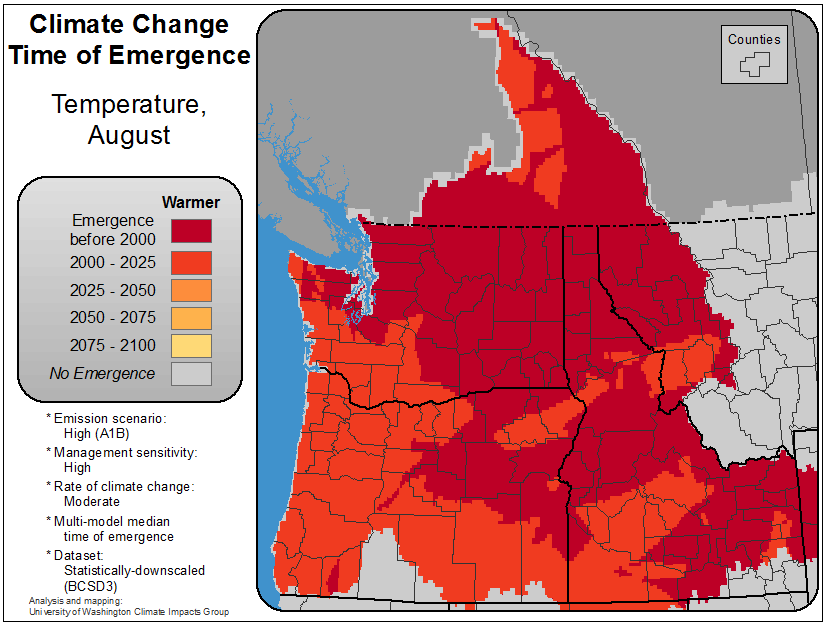 Climate Change
Time of Emergence
Temperature,
August
Warmer
Emergence
before 2000
2000 - 2025
2025 - 2050
2050 - 2075
2075 - 2100
No Emergence
* Emission scenario:
High (A1B)
* Management sensitivity:
High
* Rate of climate change:
Moderate
* Multi-model median
time of emergence
* Dataset:
Statistically-downscaled
(BCSD3)
Analysis and mapping:
University of Washington Climate Impacts Group
Counties